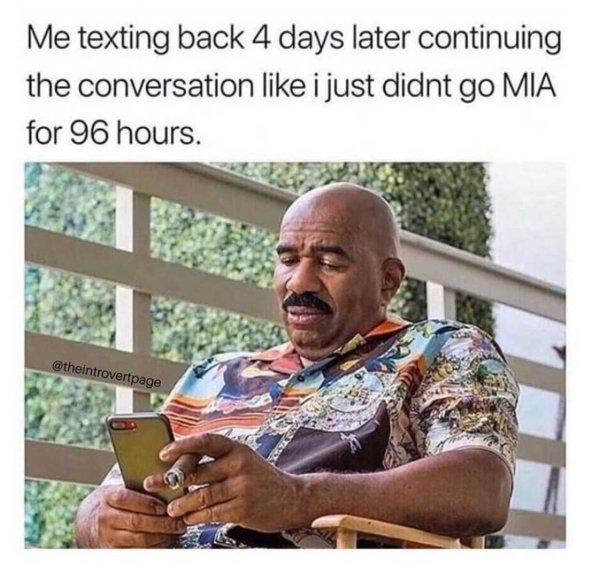 Me texting back 4 days later continuing
the conversation like i just didnt go MIA
for 96 hours.
@theintrovertpage